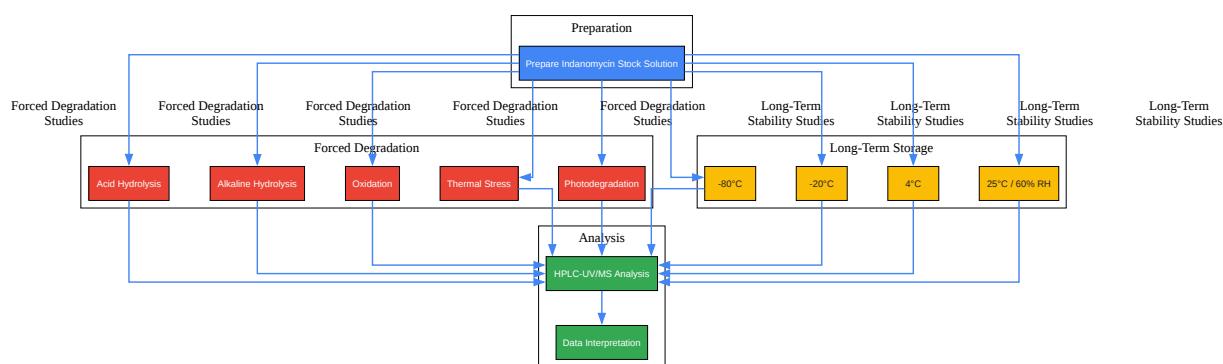 Preparation
Prepare Indanomycin Stock Solution
Forced Degradation
Studies
Forced Degradation
Studies
Forced Degradation
Studies
Forced Degradation
Studies
Forced Degradation
Studies
Long-Term
Stability Studies
Long-Term
Stability Studies
Long-Term
Stability Studies
Long-Term
Stability Studies
Forced Degradation
Long-Term Storage
Acid Hydrolysis
Alkaline Hydrolysis
Oxidation
Thermal Stress
Photodegradation
-80°C
-20°C
4°C
25°C / 60% RH
Analysis
HPLC-UV/MS Analysis
Data Interpretation